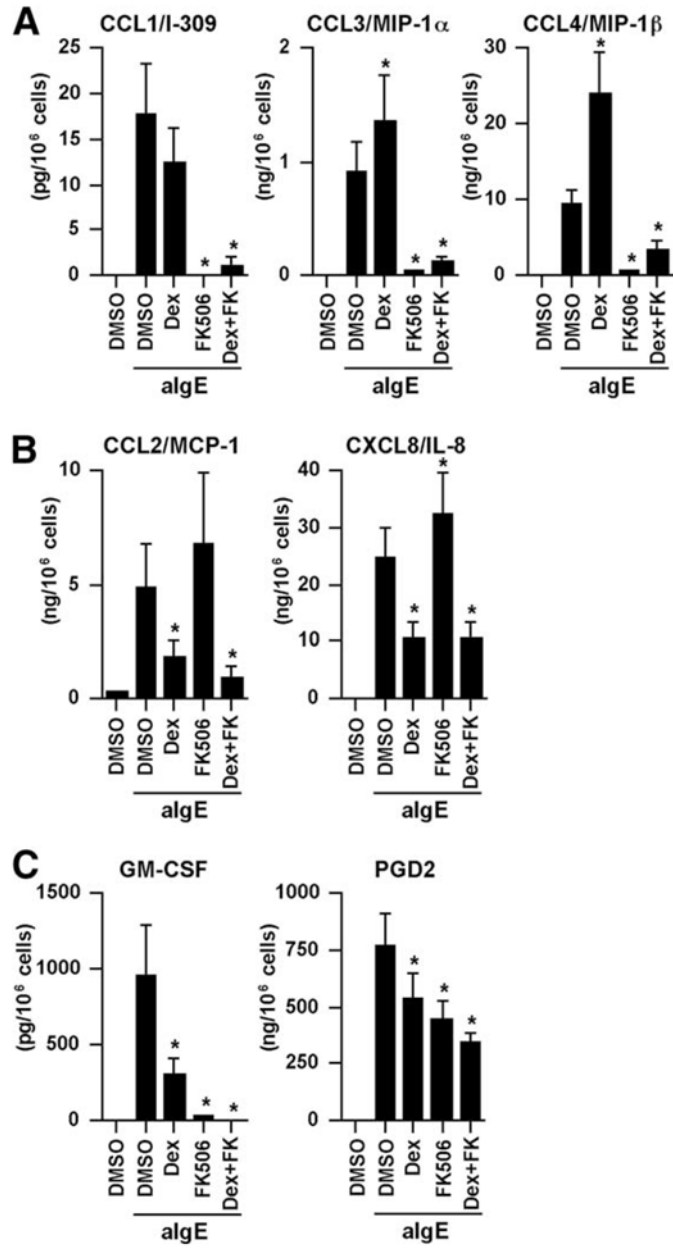 A
CCL1/I-309 CCL3/MIP-1α CCL4/MIP-1β
(pg/10⁶ cells)
25
20
15
10
5
0
*
*
DMSO
DMSO
Dex
FK506
Dex+FK
aIgE
(ng/10⁶ cells)
2
1
0
*
*
*
DMSO
DMSO
Dex
FK506
Dex+FK
aIgE
(ng/10⁶ cells)
30
20
10
0
*
*
*
DMSO
DMSO
Dex
FK506
Dex+FK
aIgE
B
CCL2/MCP-1 CXCL8/IL-8
(ng/10⁶ cells)
10
5
0
*
*
DMSO
DMSO
Dex
FK506
Dex+FK
aIgE
(ng/10⁶ cells)
40
30
20
10
0
*
*
*
DMSO
DMSO
Dex
FK506
Dex+FK
aIgE
C
GM-CSF PGD2
(pg/10⁶ cells)
1500
1000
500
0
*
*
*
DMSO
DMSO
Dex
FK506
Dex+FK
aIgE
(ng/10⁶ cells)
1000
750
500
250
0
*
*
*
DMSO
DMSO
Dex
FK506
Dex+FK
aIgE